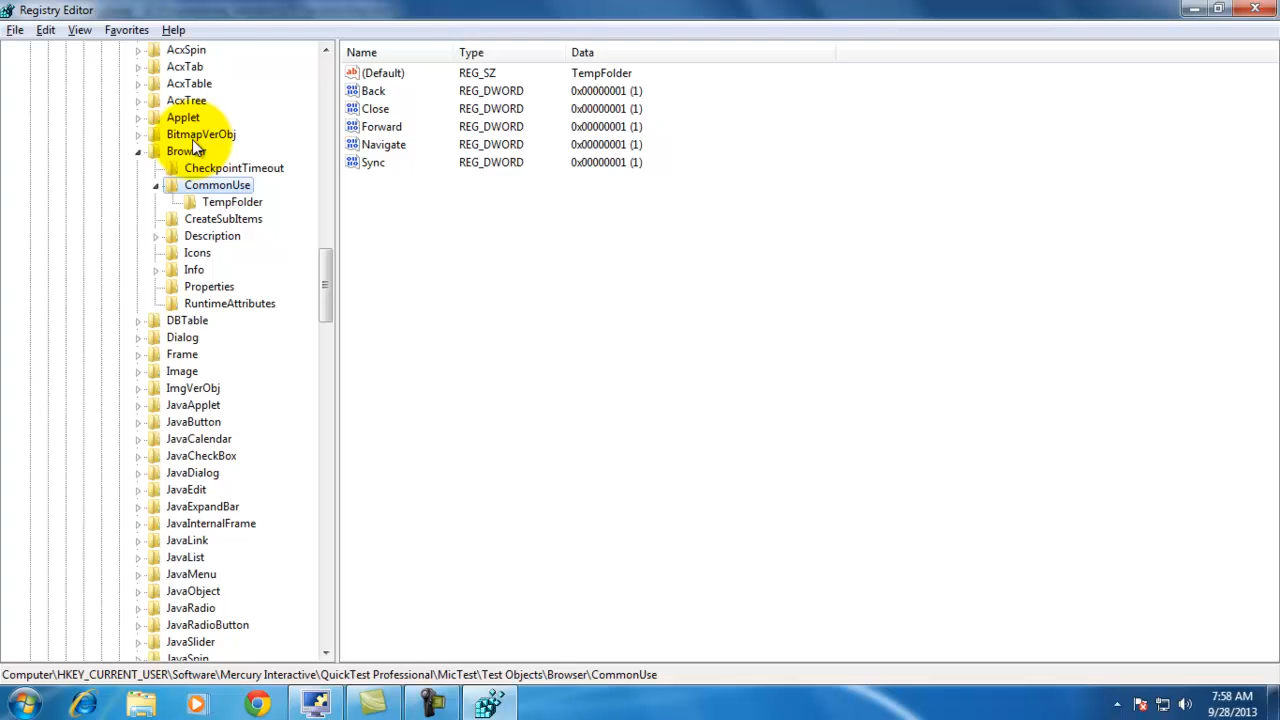 Registry Editor
File Edit View Favorites Help
AcxSpin
AcxTab
AcxTable
AcxTree
Applet
BitmapVerObj
Browser
CheckpointTimeout
CommonUse
TempFolder
CreateSubItems
Description
Icons
Info
Properties
RuntimeAttributes
DBTable
Dialog
Frame
Image
ImgVerObj
JavaApplet
JavaButton
JavaCalendar
JavaCheckBox
JavaDialog
JavaEdit
JavaExpandBar
JavaInternalFrame
JavaLink
JavaList
JavaMenu
JavaObject
JavaRadio
JavaRadioButton
JavaSlider
JavaSpin
Name Type Data
(Default) REG_SZ TempFolder
Back REG_DWORD 0x00000001 (1)
Close REG_DWORD 0x00000001 (1)
Forward REG_DWORD 0x00000001 (1)
Navigate REG_DWORD 0x00000001 (1)
Sync REG_DWORD 0x00000001 (1)
Computer\HKEY_CURRENT_USER\Software\Mercury Interactive\QuickTest Professional\MicTest\Test Objects\Browser\CommonUse
7:58 AM
9/28/2013